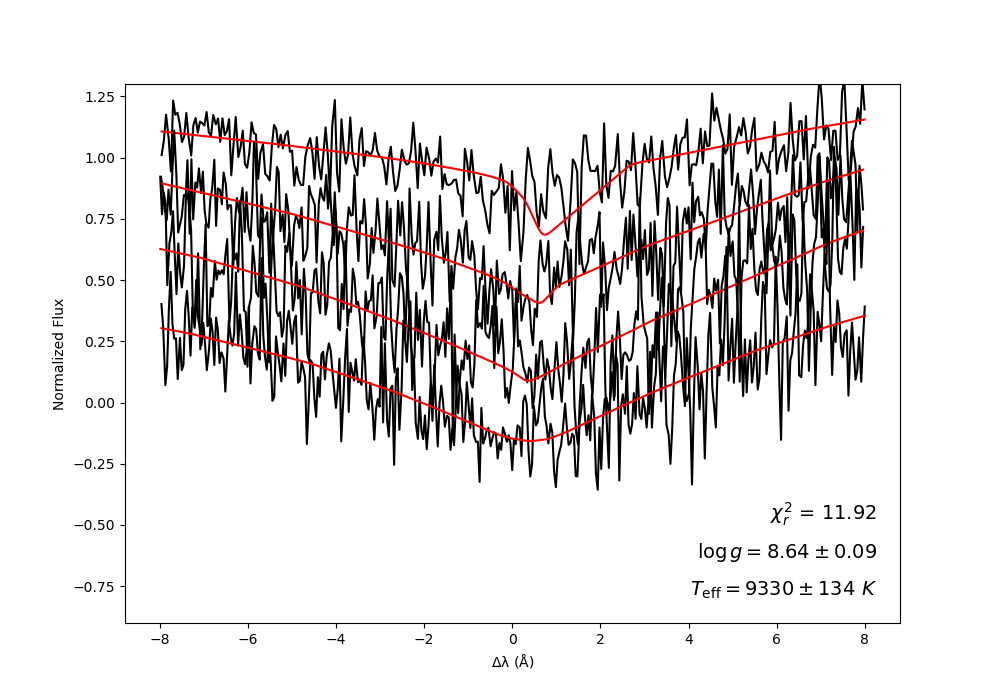 1.25
1.00
0.75
0.50
0.25
0.00
−0.25
−0.50
−0.75
Normalized Flux
χ²ᵣ = 11.92
log g = 8.64 ± 0.09
T_eff = 9330 ± 134 K
−8 −6 −4 −2 0 2 4 6 8
Δλ (Å)